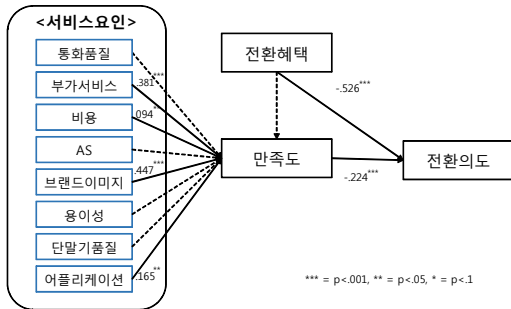 <서비스요인>
통화품질
부가서비스
비용
AS
브랜드이미지
용이성
단말기품질
어플리케이션
.381***
.094**
.447***
.165**
전환혜택
만족도
전환의도
-.526***
-.224***
*** = p<.001, ** = p<.05, * = p<.1